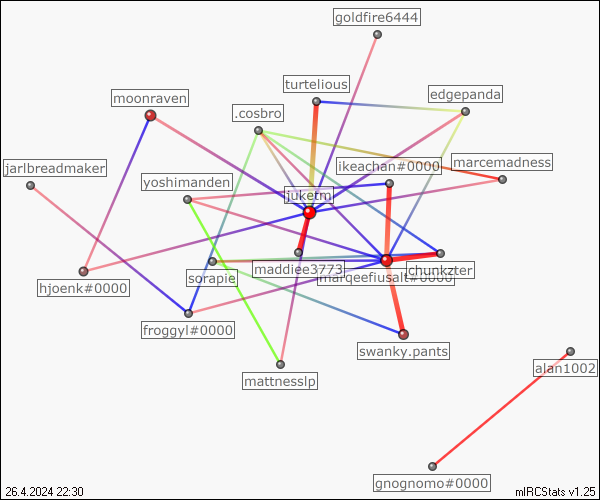 goldfire6444
turtelious
edgepanda
moonraven
.cosbro
marcemadness
ikeachan#0000
jarlbreadmaker
yoshimanden
juketm
maddiee3773
chunkzter
marqeefiusalt#0000
sorapie
hjoenk#0000
froggyl#0000
swanky.pants
alan1002
mattnesslp
gnognomo#0000
26.4.2024 22:30
mIRCStats v1.25